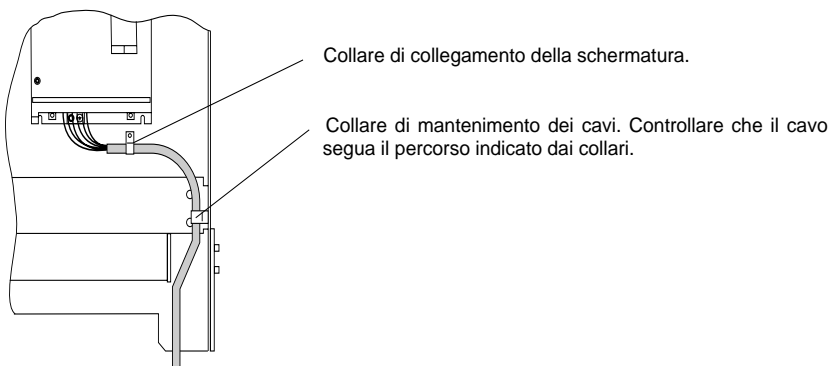 Collare di collegamento della schermatura.
Collare di mantenimento dei cavi. Controllare che il cavo
segua il percorso indicato dai collari.